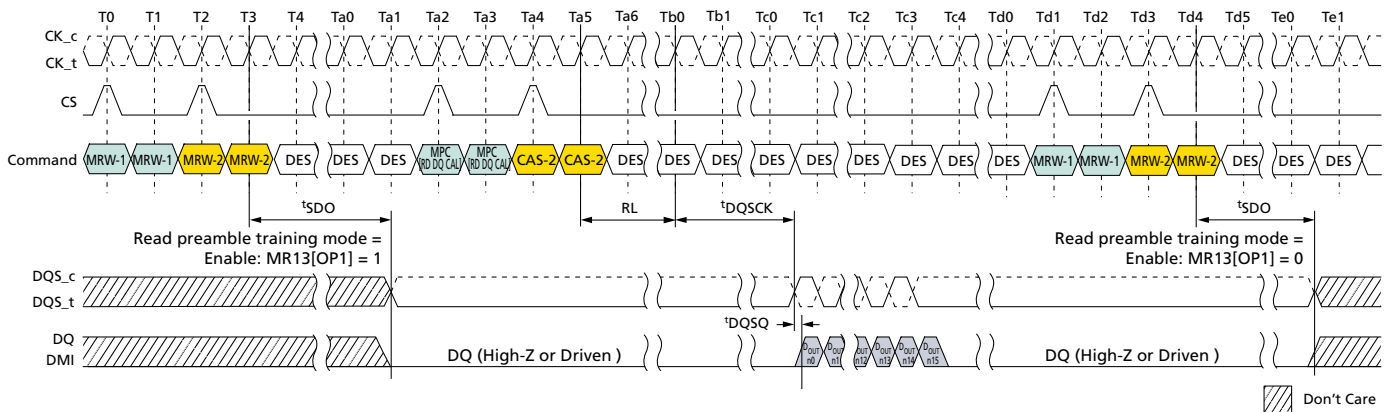 T0 T1 T2 T3 T4 Ta0 Ta1 Ta2 Ta3 Ta4 Ta5 Ta6 Tb0 Tb1 Tc0 Tc1 Tc2 Tc3 Tc4 Td0 Td1 Td2 Td3 Td4 Td5 Te0 Te1
CK_c
CK_t
CS
Command MRW-1 MRW-1 MRW-2 MRW-2 DES DES DES MPC [RD DQ CAL] MPC [RD DQ CAL] CAS-2 CAS-2 DES DES DES DES DES DES DES DES DES MRW-1 MRW-1 MRW-2 MRW-2 DES DES DES
tSDO RL tDQSCK tSDO
Read preamble training mode =
Enable: MR13[OP1] = 1
Read preamble training mode =
Enable: MR13[OP1] = 0
DQS_c
DQS_t
tDQSQ
DQ
DMI
DQ (High-Z or Driven )
DOUT n0 DOUT n1 DOUT n12 DOUT n13 DOUT n14 DOUT n15
DQ (High-Z or Driven )
Don't Care